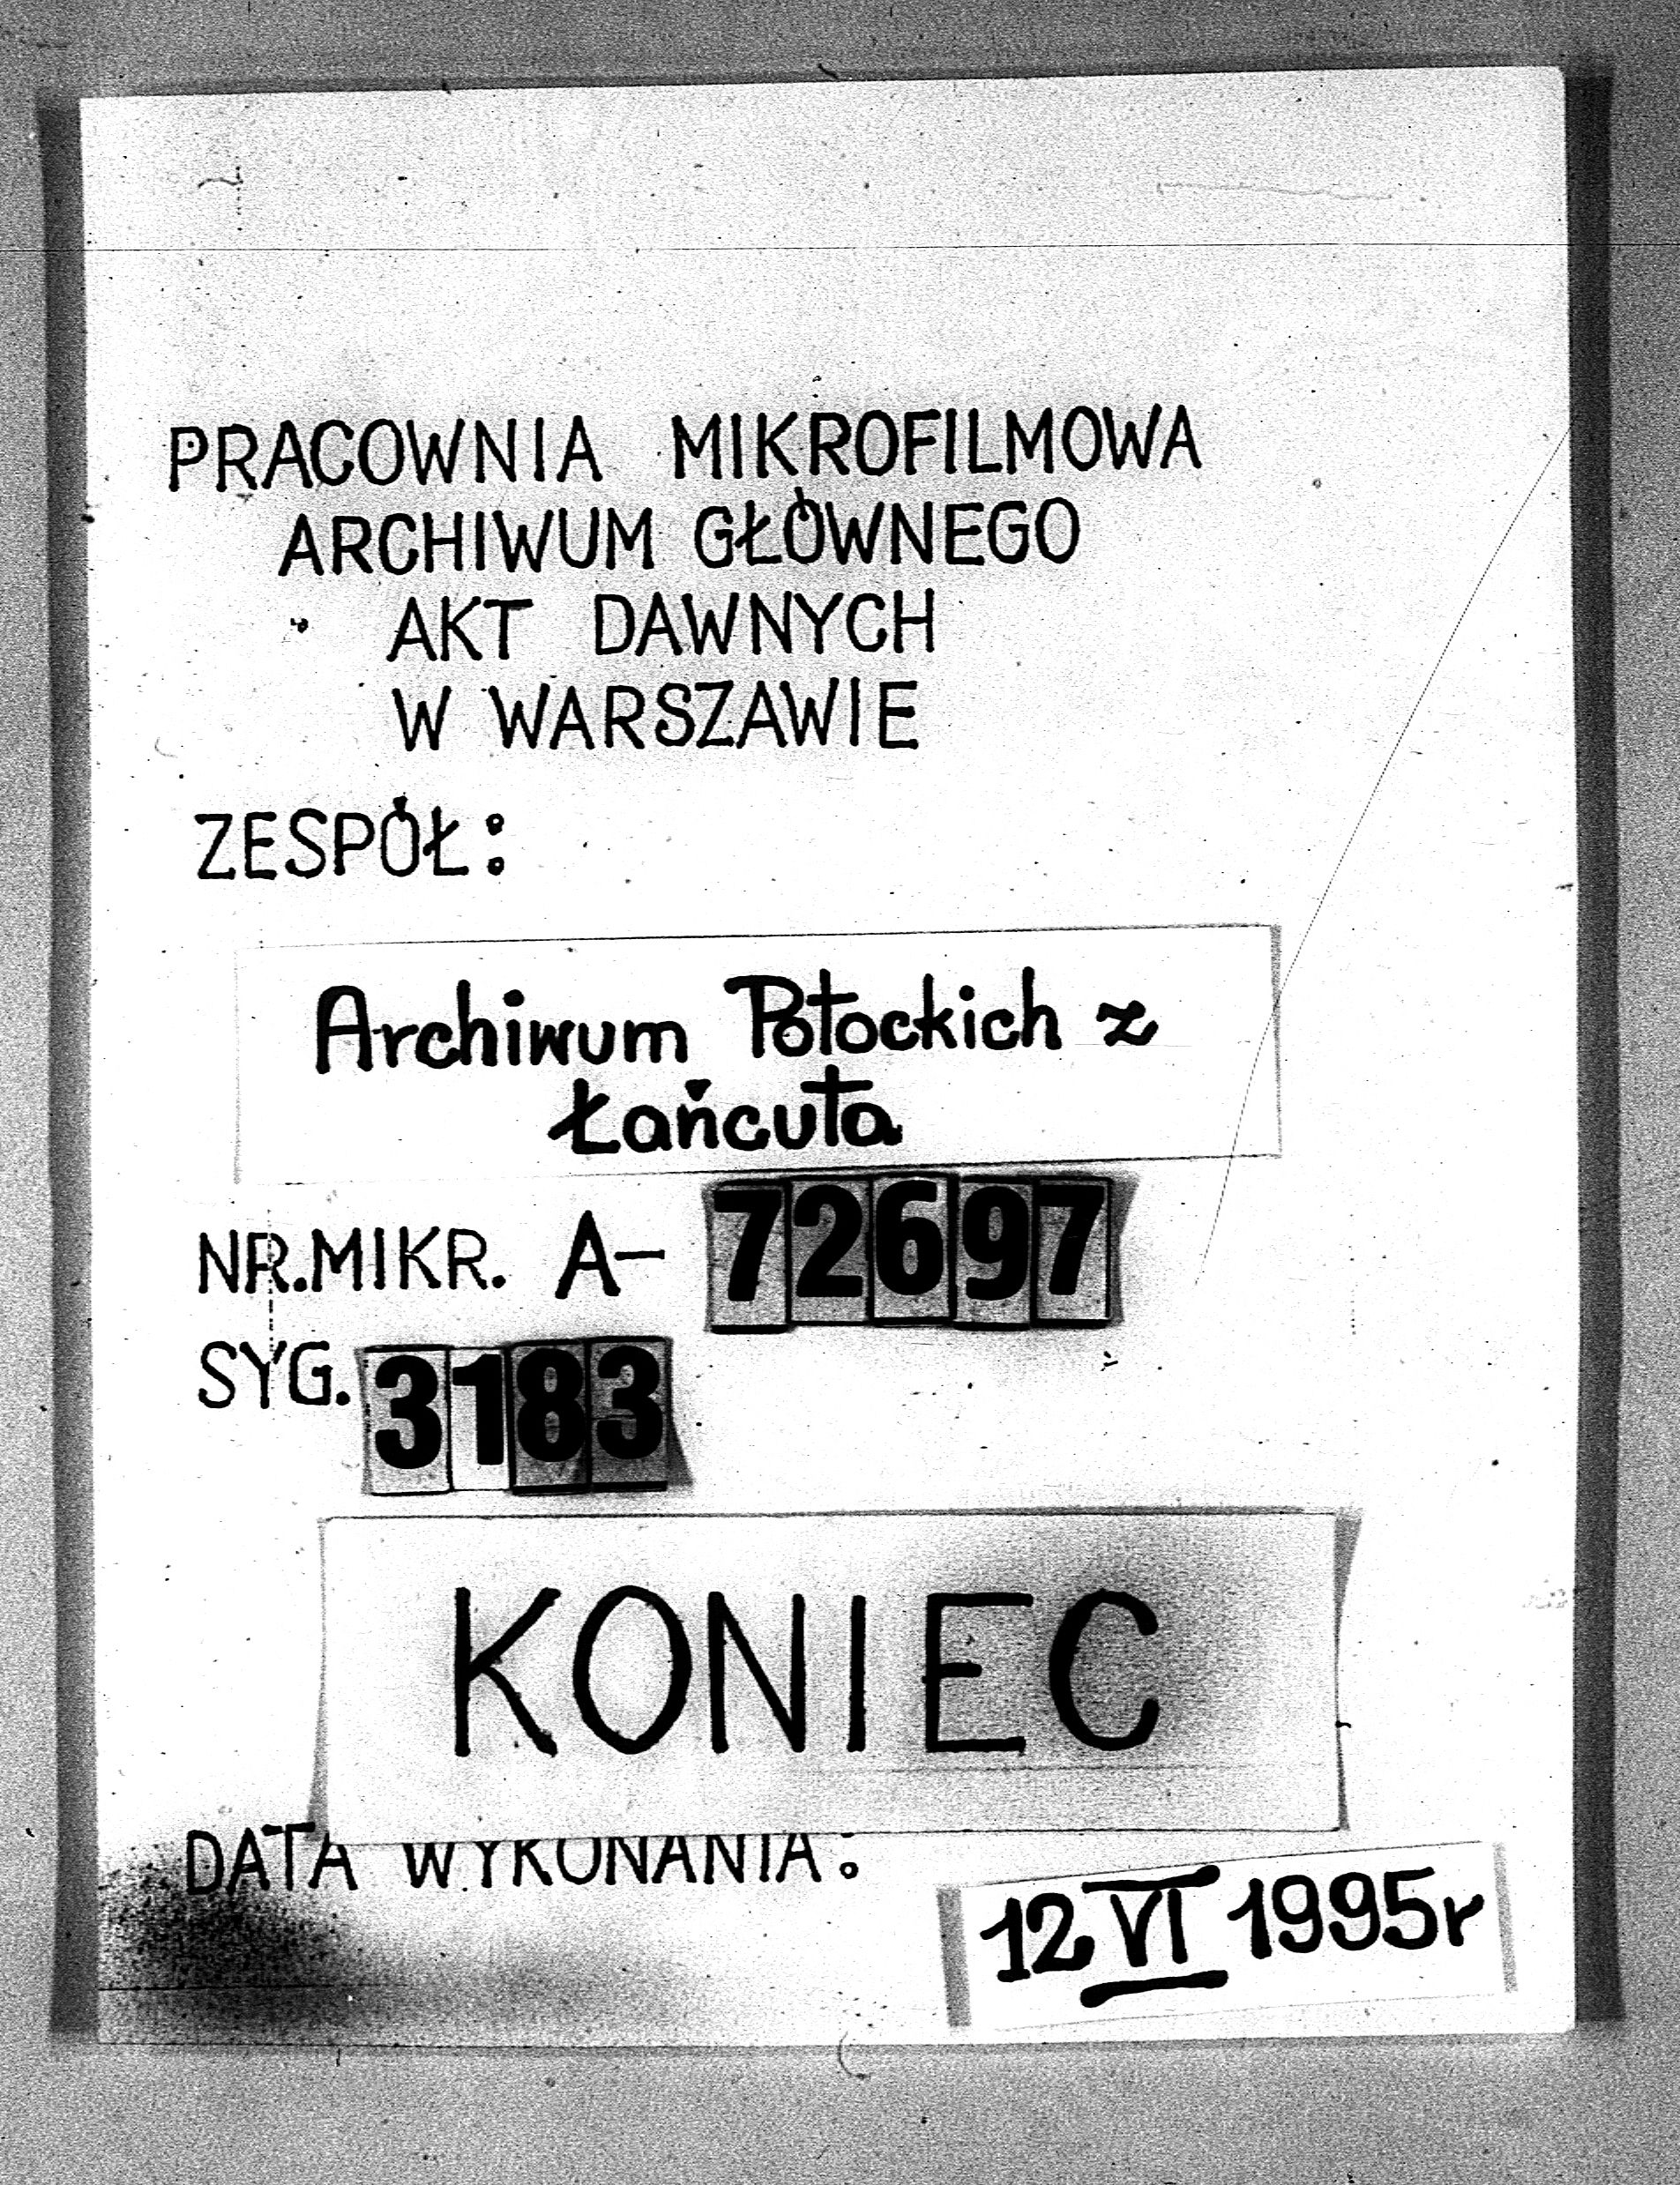 PRACOWNIA MIKROFILMOWA
ARCHIWUM GŁÓWNEGO
AKT DAWNYCH
W WARSZAWIE
ZESPÓŁ:
Archiwum Potockich z
Łańcuta
NR.MIKR. A- 72697
SYG. 3183
KONIEC
DATA WYKONANIA:
12 VI 1995r